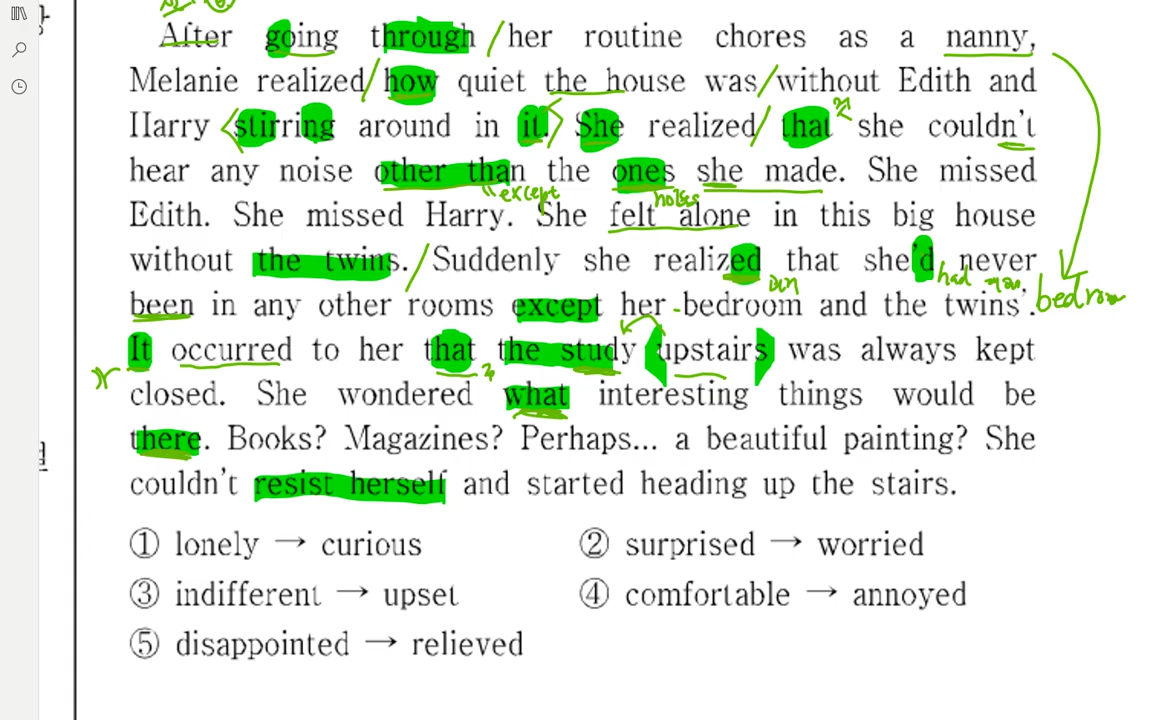 After going through her routine chores as a nanny,
Melanie realized how quiet the house was without Edith and
Harry stirring around in it. She realized that she couldn't
hear any noise other than the ones she made. She missed
"except noises
Edith. She missed Harry. She felt alone in this big house
without the twins. Suddenly she realized that she'd never
had
been in any other rooms except her bedroom and the twins'.
bedroom
It occurred to her that the study upstairs was always kept
closed. She wondered what interesting things would be
there. Books? Magazines? Perhaps... a beautiful painting? She
couldn't resist herself and started heading up the stairs.
① lonely → curious ② surprised → worried
③ indifferent → upset ④ comfortable → annoyed
⑤ disappointed → relieved